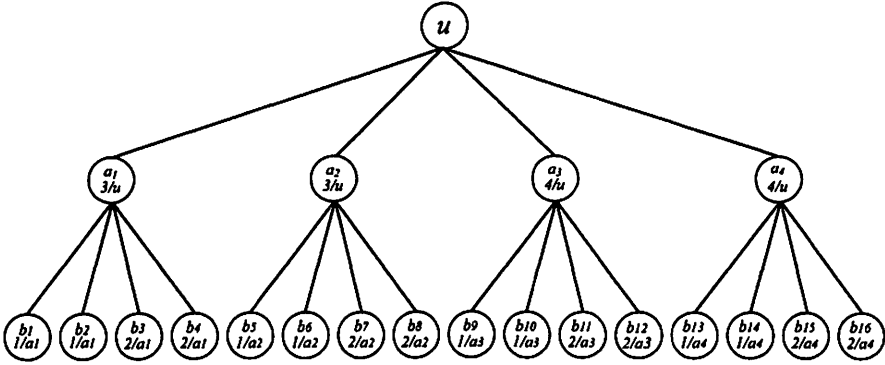 u
a1 a2 a3 a4
3/u 3/u 4/u 4/u
b1 b2 b3 b4 b5 b6 b7 b8 b9 b10 b11 b12 b13 b14 b15 b16
1/a1 1/a1 2/a1 2/a1 1/a2 1/a2 2/a2 2/a2 1/a3 1/a3 2/a3 2/a3 1/a4 1/a4 2/a4 2/a4